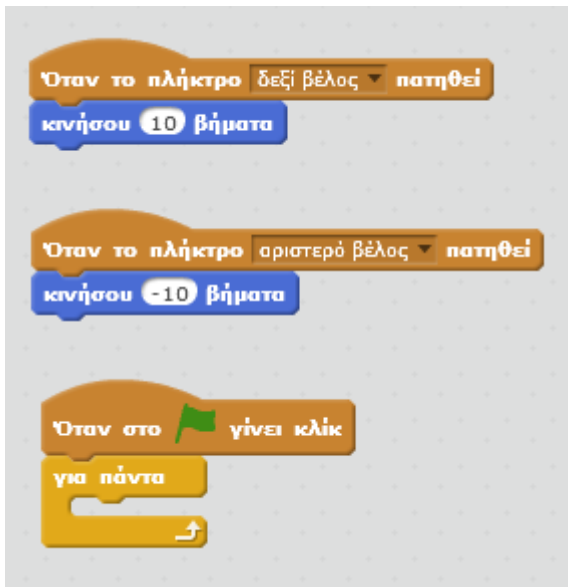 Όταν το πλήκτρο δεξί βέλος πατηθεί
κινήσου 10 βήματα
Όταν το πλήκτρο αριστερό βέλος πατηθεί
κινήσου -10 βήματα
Όταν στο γίνει κλίκ
για πάντα